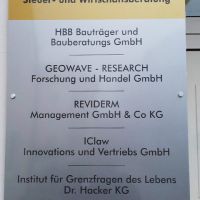 Steuer- und Wirtschaftsberatung
HBB Bauträger und
Bauberatungs GmbH
GEOWAVE - RESEARCH
Forschung und Handel GmbH
REVIDERM
Management GmbH & Co KG
IClaw
Innovations und Vertriebs GmbH
Institut für Grenzfragen des Lebens
Dr. Hacker KG